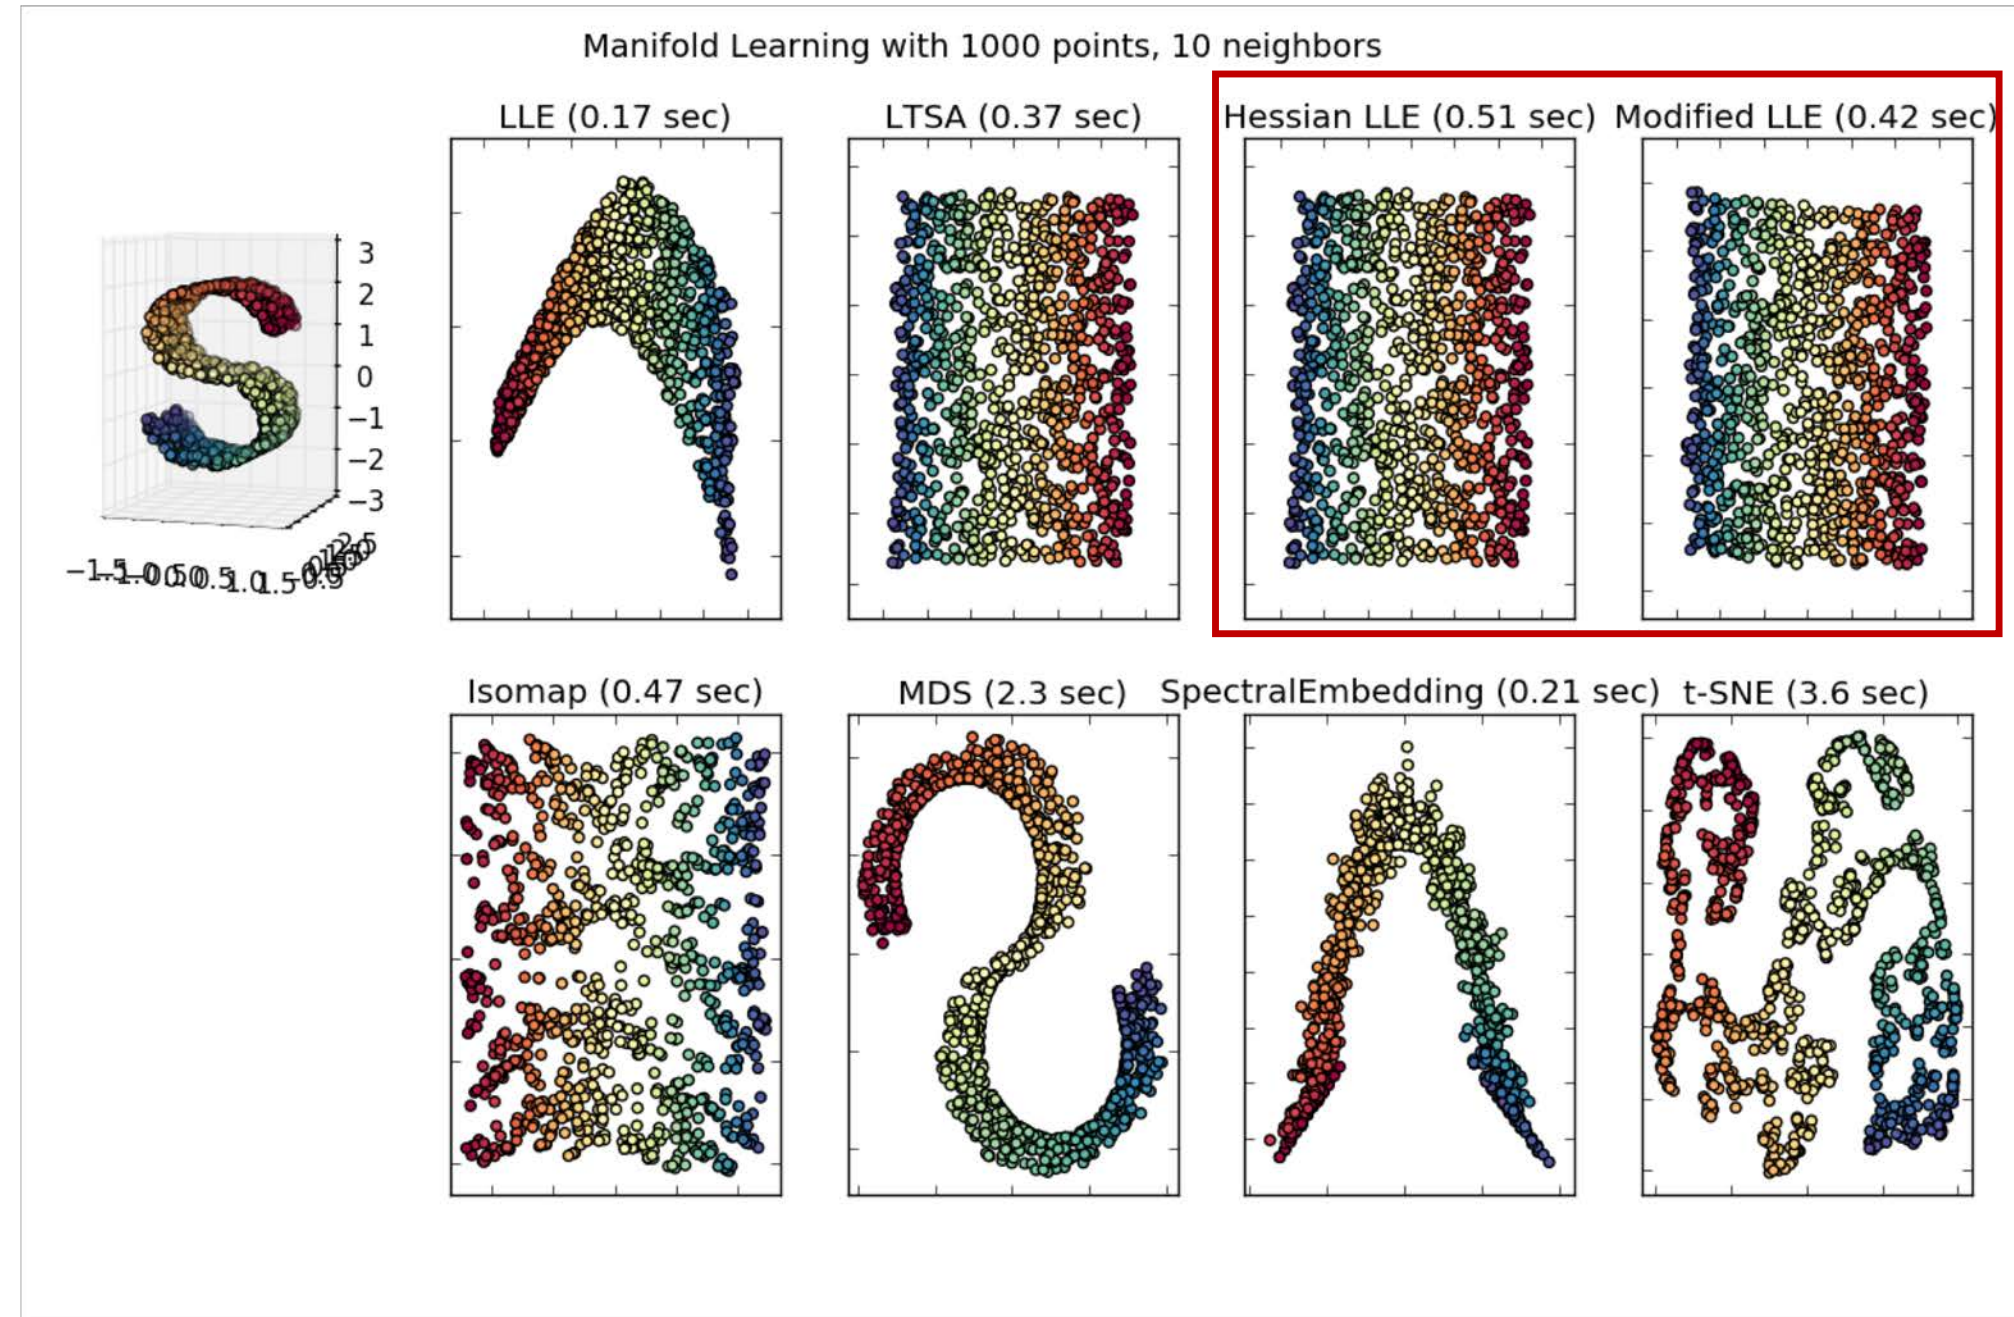 Manifold Learning with 1000 points, 10 neighbors
LLE (0.17 sec)
LTSA (0.37 sec)
Hessian LLE (0.51 sec)
Modified LLE (0.42 sec)
3
2
1
0
−1
−2
−3
Isomap (0.47 sec)
MDS (2.3 sec)
SpectralEmbedding (0.21 sec)
t-SNE (3.6 sec)